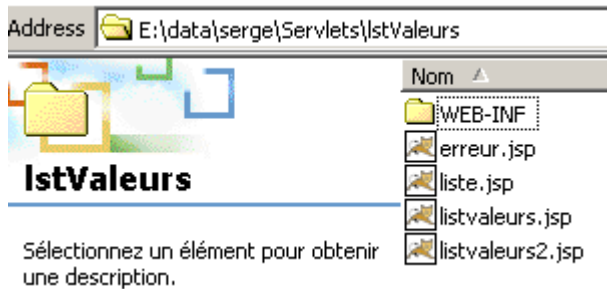 Address E:\data\serge\Servlets\lstValeurs
Nom
WEB-INF
erreur.jsp
liste.jsp
listvaleurs.jsp
listvaleurs2.jsp
lstValeurs
Sélectionnez un élément pour obtenir
une description.